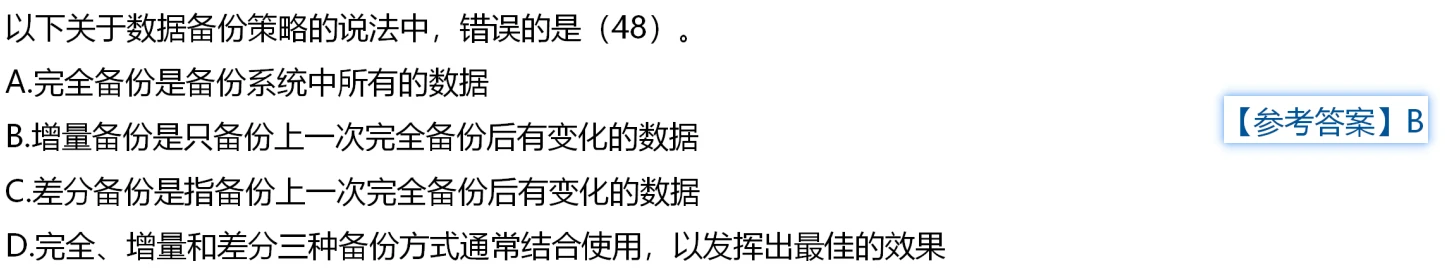 以下关于数据备份策略的说法中，错误的是（48）。
A.完全备份是备份系统中所有的数据
B.增量备份是只备份上一次完全备份后有变化的数据
C.差分备份是指备份上一次完全备份后有变化的数据
D.完全、增量和差分三种备份方式通常结合使用，以发挥出最佳的效果
【参考答案】B